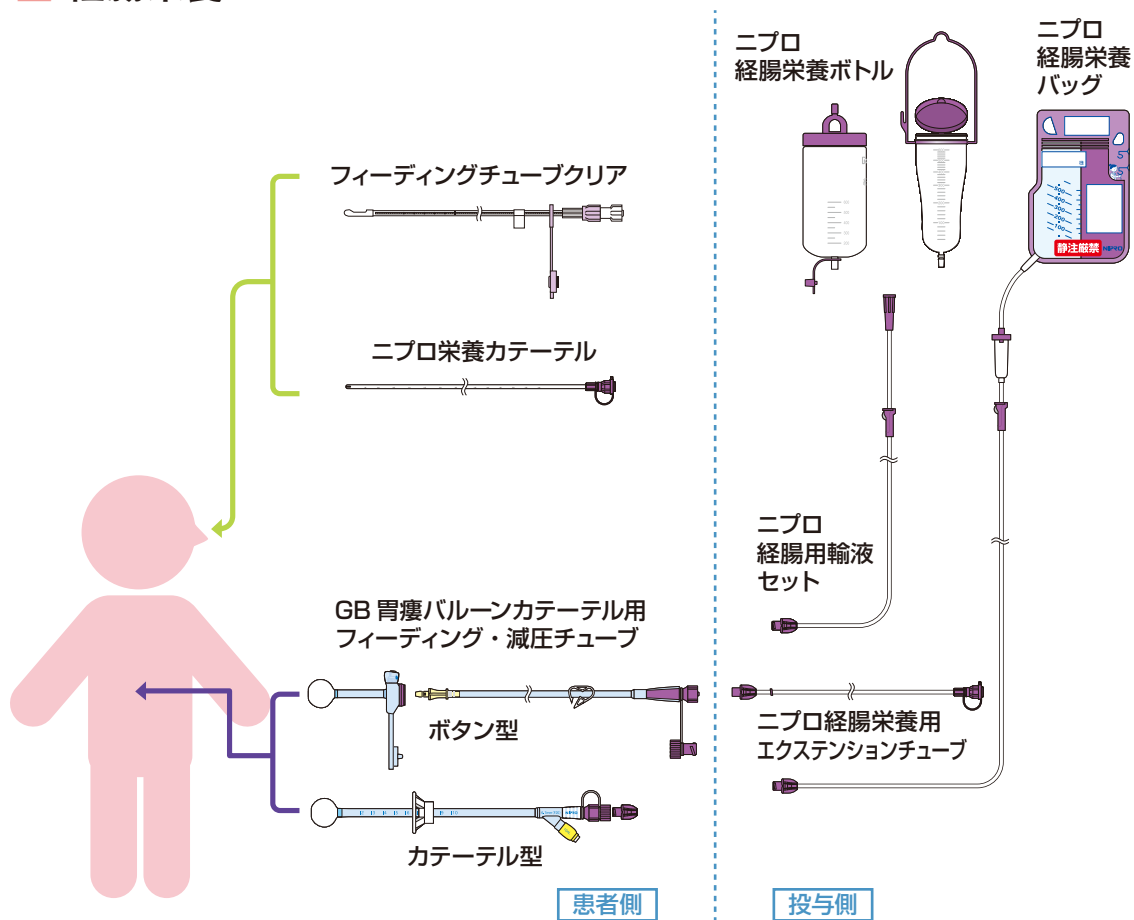 ニプロ
経腸栄養ボトル
ニプロ
経腸栄養
バッグ
フィーディングチューブクリア
500
400
300
200
100
静注厳禁
NIPRO
ニプロ栄養カテーテル
ニプロ
経腸用輸液
セット
GB 胃瘻バルーンカテーテル用
フィーディング・減圧チューブ
ボタン型
ニプロ経腸栄養用
エクステンションチューブ
カテーテル型
患者側
投与側